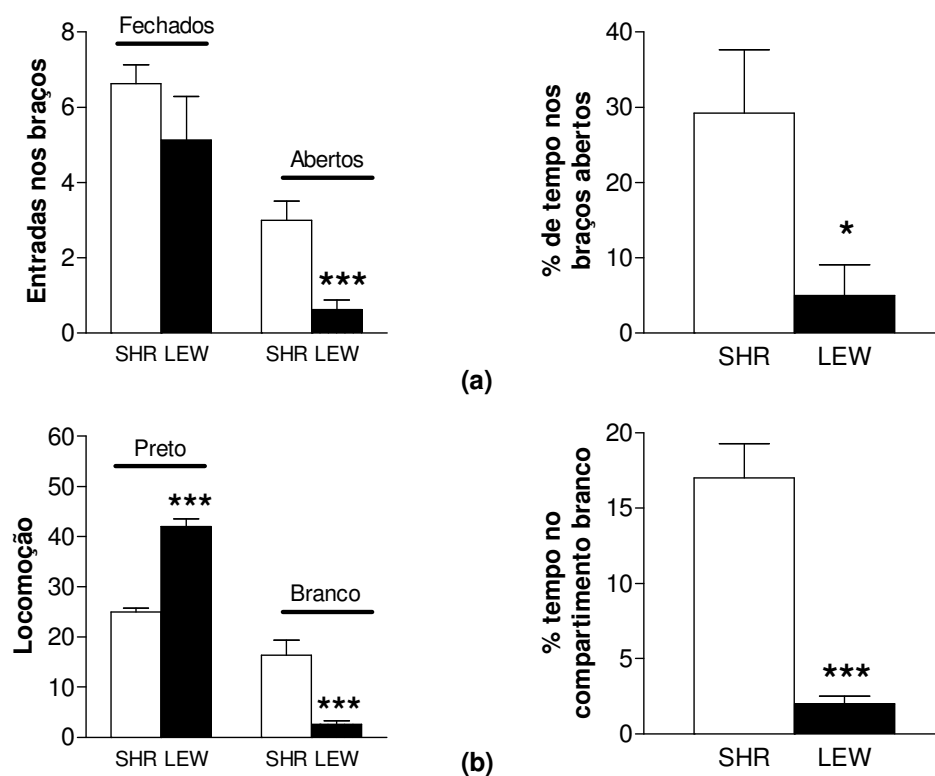 Entradas nos braços
8
6
4
2
0
Fechados
Abertos
***
SHR LEW
SHR LEW
% de tempo nos
braços abertos
40
30
20
10
0
*
SHR
LEW
(a)
Locomoção
60
50
40
30
20
10
0
Preto
***
Branco
***
SHR LEW
SHR LEW
% tempo no
compartimento branco
20
15
10
5
0
***
SHR
LEW
(b)